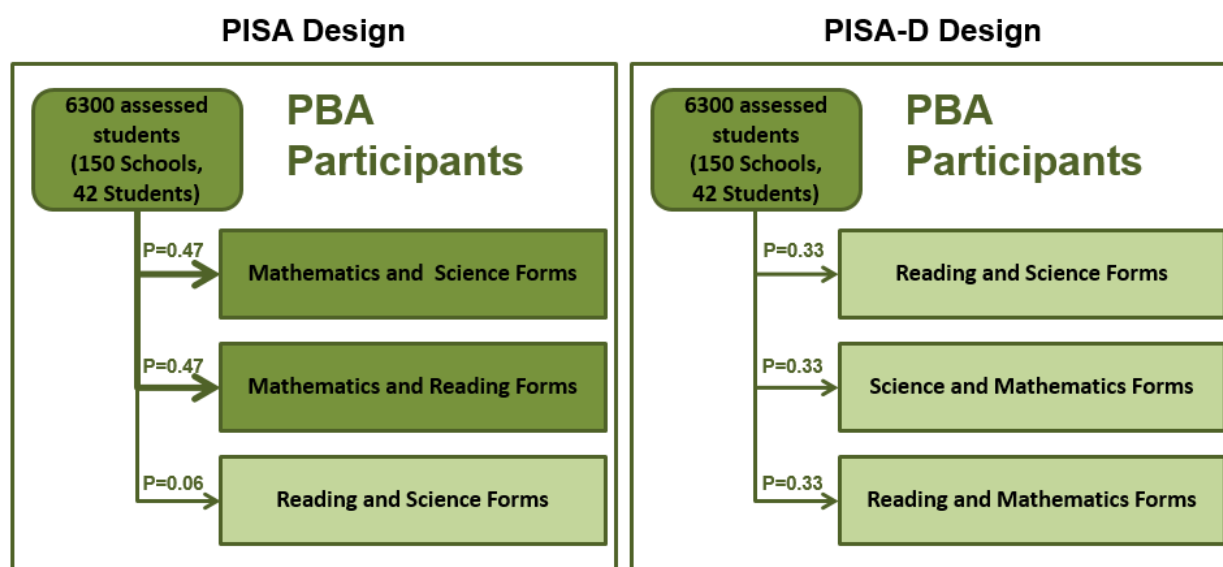 PISA Design
6300 assessed
students
(150 Schools,
42 Students)
PBA
Participants
P=0.47
Mathematics and Science Forms
P=0.47
Mathematics and Reading Forms
P=0.06
Reading and Science Forms
PISA-D Design
6300 assessed
students
(150 Schools,
42 Students)
PBA
Participants
P=0.33
Reading and Science Forms
P=0.33
Science and Mathematics Forms
P=0.33
Reading and Mathematics Forms